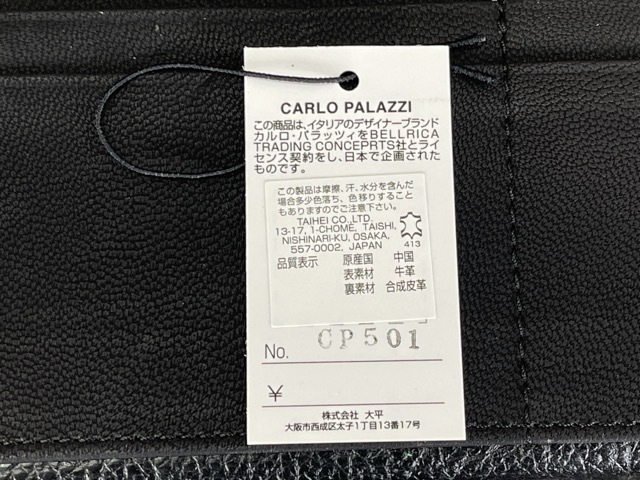 CARLO PALAZZI
この商品は、イタリアのデザイナーブランド
カルロ・パラッツィをBELLRICA
TRADING CONCEPRTS社とライ
センス契約をし、日本で企画された
ものです。
この製品は摩擦、汗、水分を含んだ
場合多少色落ち、色移りすること
もありますのでご注意下さい。
TAIHEI CO.,LTD.
13-17, 1-CHOME, TAISHI,
NISHINARI-KU, OSAKA,
557-0002, JAPAN
413
品質表示 原産国 中国
表素材 牛革
裏素材 合成皮革
No. CP501
¥
株式会社 大平
大阪市西成区太子1丁目13番17号